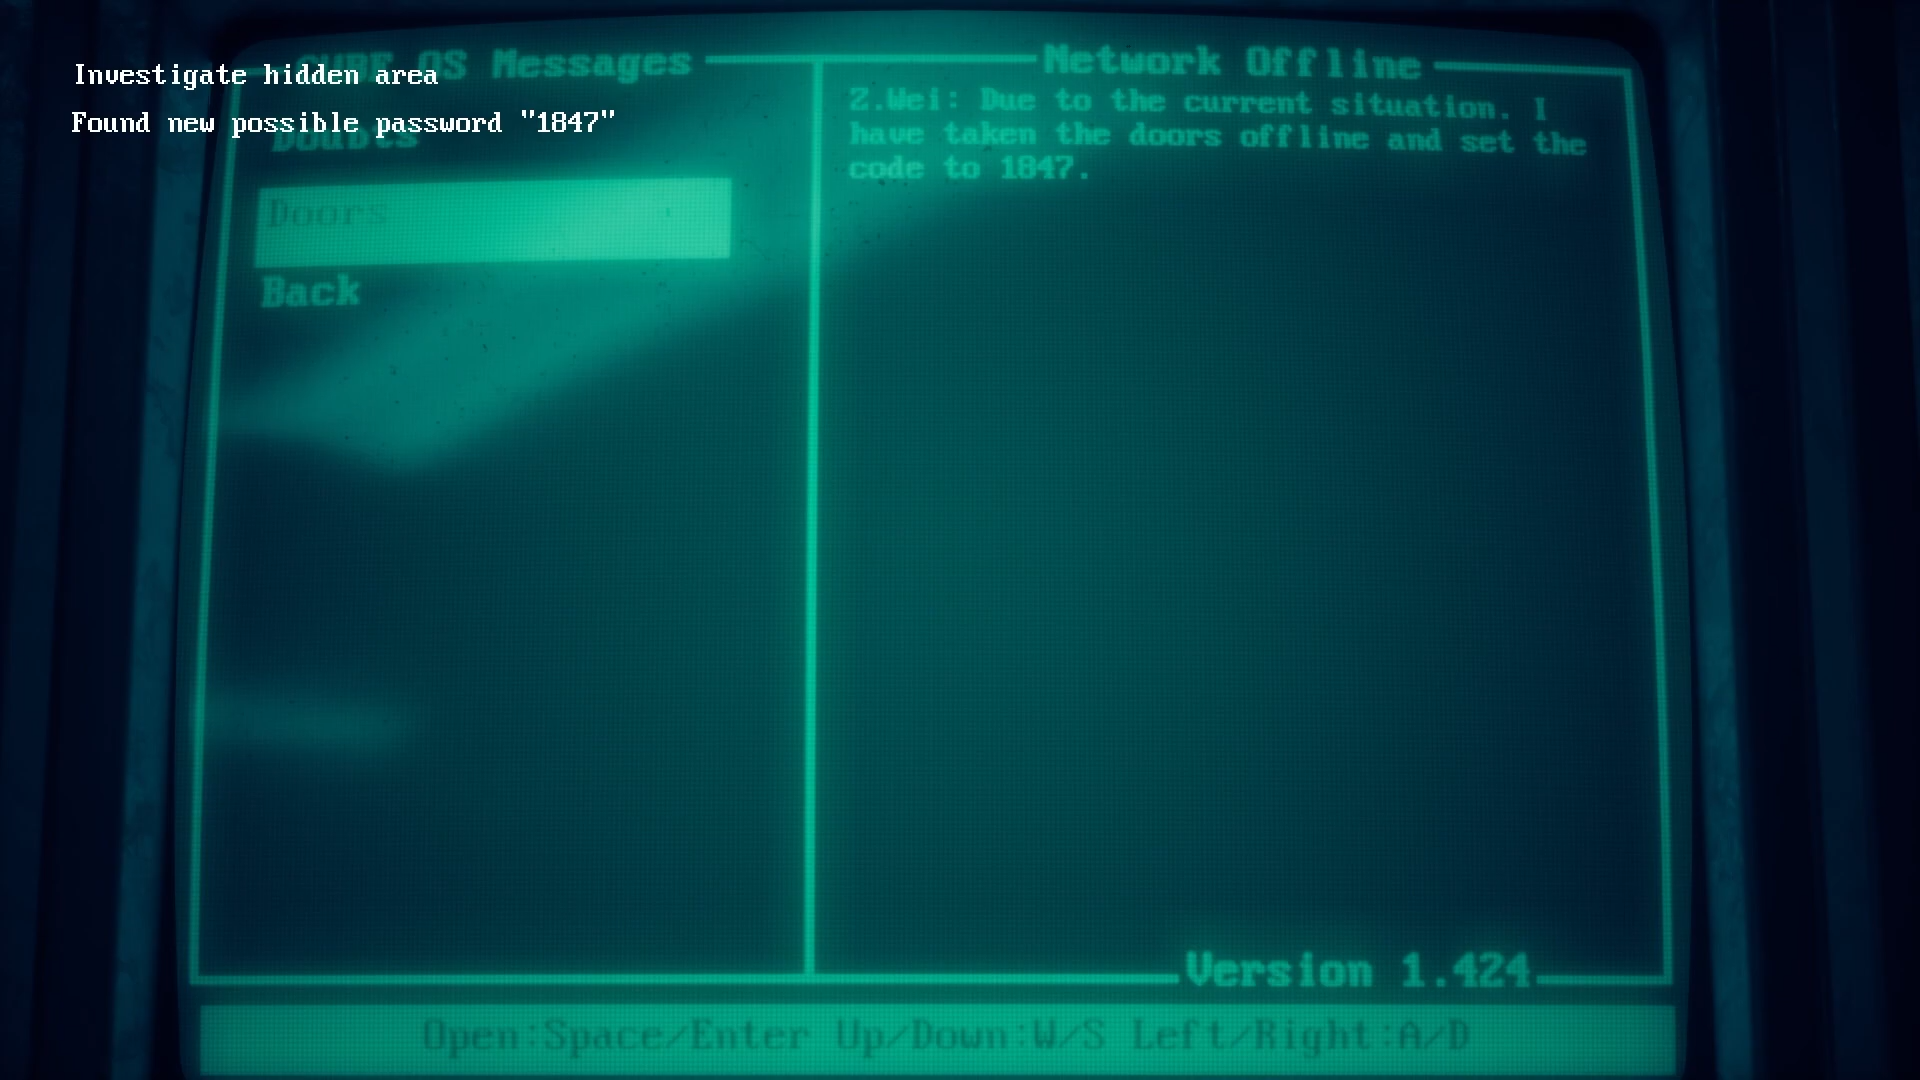 Investigate hidden area
Found new possible password "1847"
OS Messages
Doubts
Doors
Back
Network Offline
Z.Wei: Due to the current situation. I
have taken the doors offline and set the
code to 1847.
Version 1.424
Open:Space/Enter Up/Down:W/S Left/Right:A/D